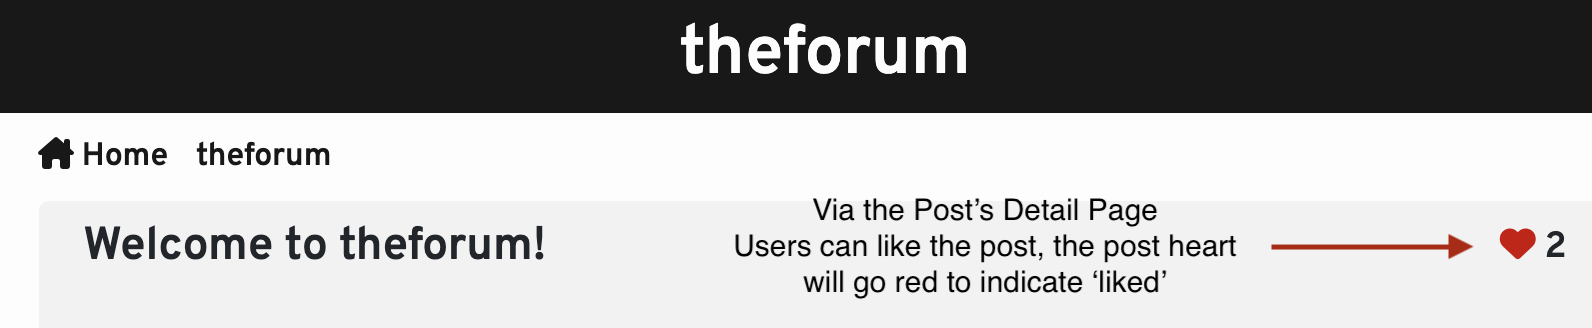 theforum
Home theforum
Welcome to theforum!
Via the Post’s Detail Page
Users can like the post, the post heart
will go red to indicate ‘liked’
2